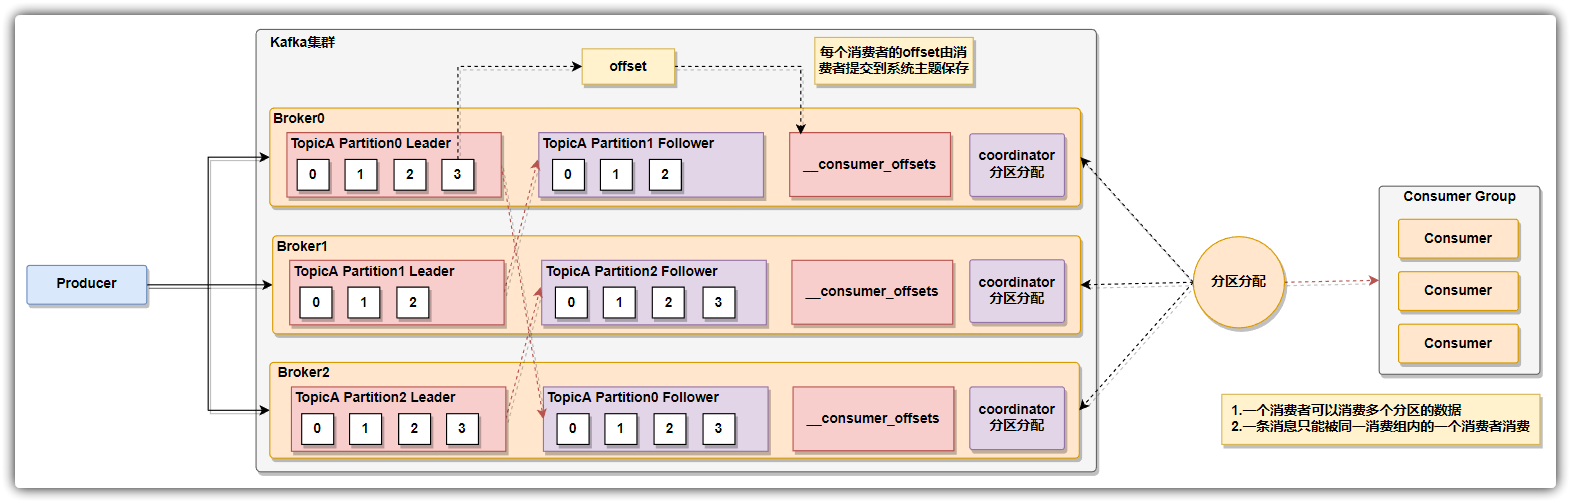 Kafka集群
offset
每个消费者的offset由消
费者提交到系统主题保存
Broker0
TopicA Partition0 Leader
0 1 2 3
TopicA Partition1 Follower
0 1 2
__consumer_offsets
coordinator
分区分配
Broker1
TopicA Partition1 Leader
0 1 2
TopicA Partition2 Follower
0 1 2 3
__consumer_offsets
coordinator
分区分配
Broker2
TopicA Partition2 Leader
0 1 2 3
TopicA Partition0 Follower
0 1 2 3
__consumer_offsets
coordinator
分区分配
Producer
分区分配
Consumer Group
Consumer
Consumer
Consumer
1.一个消费者可以消费多个分区的数据
2.一条消息只能被同一消费组内的一个消费者消费